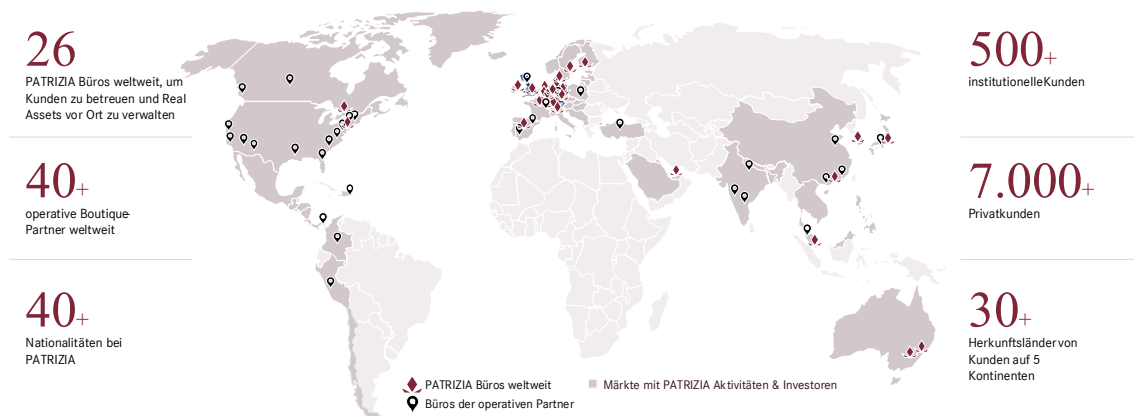 26
PATRIZIA Büros weltweit, um
Kunden zu betreuen und Real
Assets vor Ort zu verwalten
40+
operative Boutique-
Partner weltweit
40+
Nationalitäten bei
PATRIZIA
500+
institutionelleKunden
7.000+
Privatkunden
30+
Herkunftsländervon
Kunden auf 5
Kontinenten
PATRIZIA Büros weltweit
Märkte mit PATRIZIA Aktivitäten & Investoren
Büros der operativen Partner